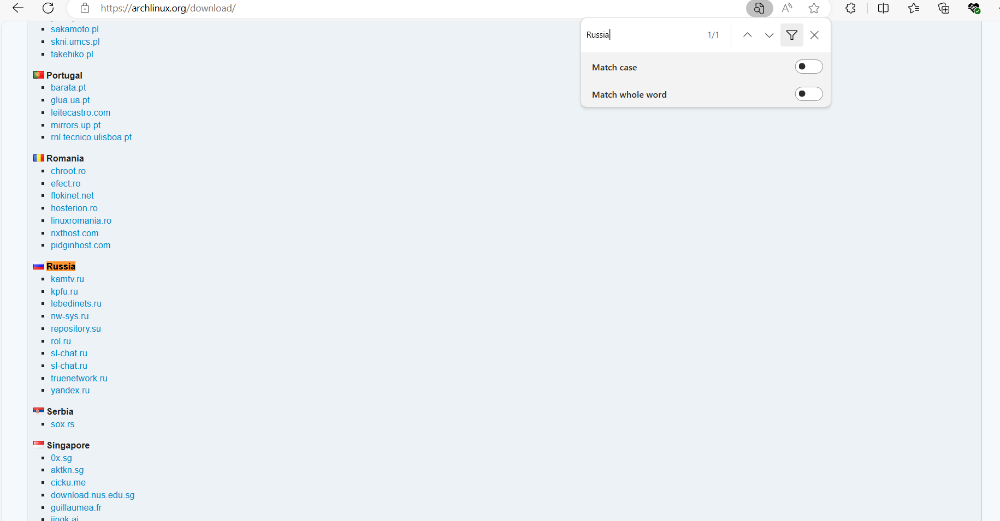 https://archlinux.org/download/
Russia
1/1
Match case
Match whole word
sakamoto.pl
skni.umcs.pl
takehiko.pl
Portugal
barata.pt
glua.ua.pt
leitecastro.com
mirrors.up.pt
rnl.tecnico.ulisboa.pt
Romania
chroot.ro
efect.ro
flokinet.net
hosterion.ro
linuxromania.ro
nxthost.com
pidginhost.com
Russia
kamtv.ru
kpfu.ru
lebedinets.ru
nw-sys.ru
repository.su
rol.ru
sl-chat.ru
sl-chat.ru
truenetwork.ru
yandex.ru
Serbia
sox.rs
Singapore
0x.sg
aktkn.sg
cicku.me
download.nus.edu.sg
guillaumea.fr
jingk.ai